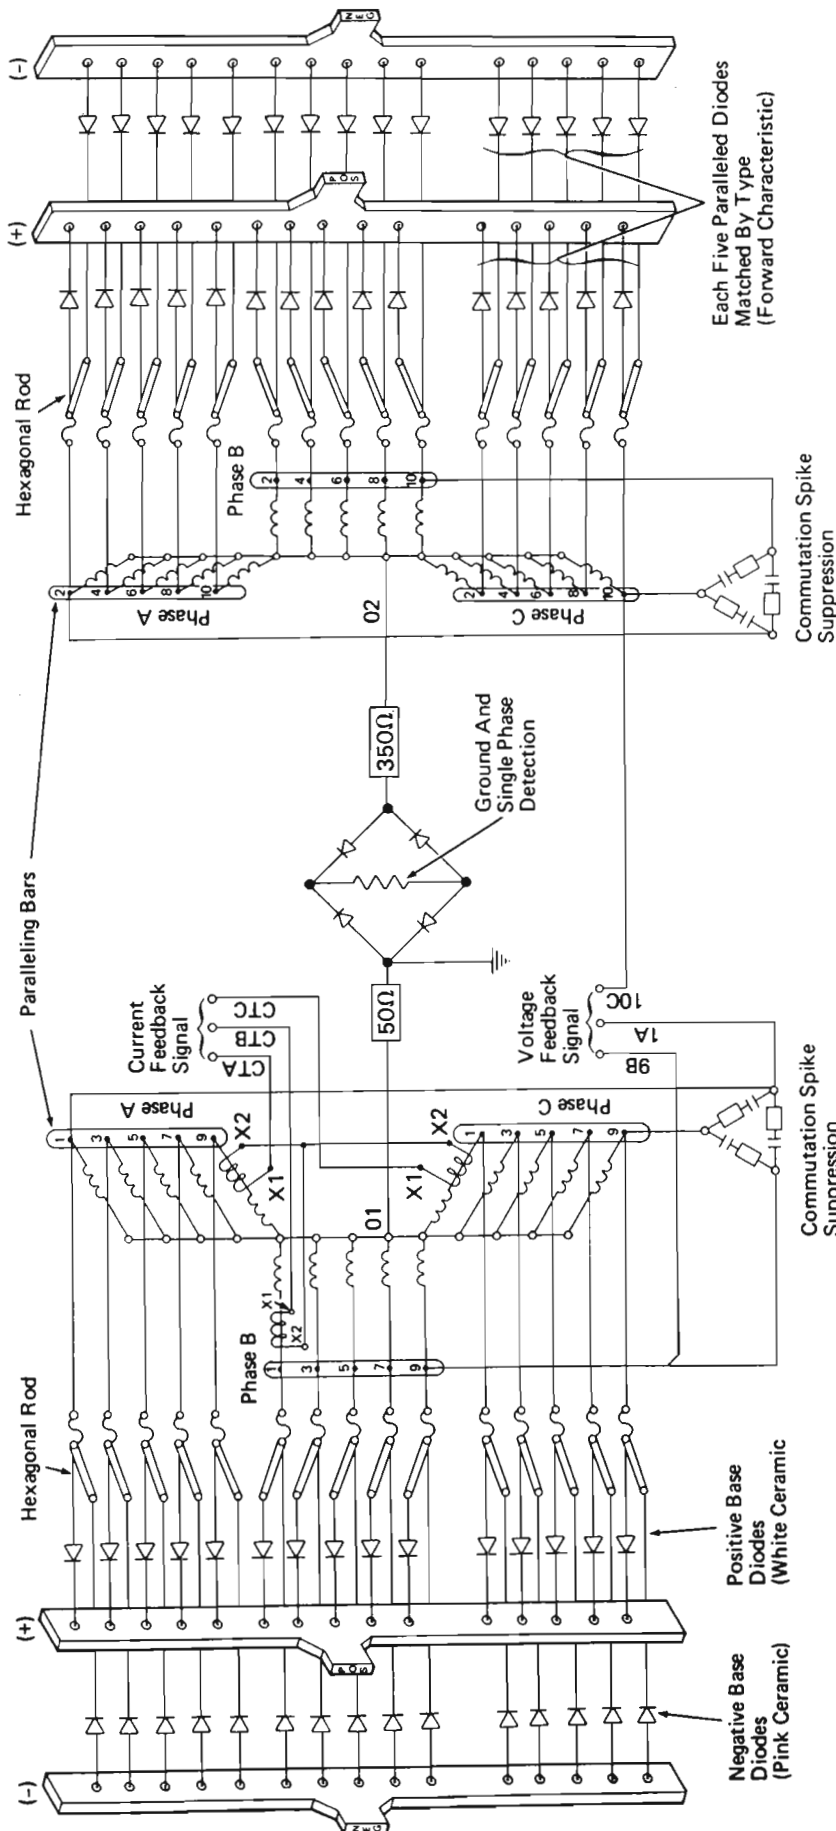 (-)
(+)
(+)
(-)
NEG
POS
POS
NEG
Hexagonal Rod
Paralleling Bars
Hexagonal Rod
Phase B
1
3
5
7
9
X1
X2
Phase A
1
3
5
7
9
X2
X1
Current
Feedback
Signal
CTA
CTB
CTC
Phase A
2
4
6
8
10
Phase B
2
4
6
8
10
01
50Ω
350Ω
02
Ground And
Single Phase
Detection
X1
X2
Phase C
1
3
5
7
9
Voltage
Feedback
Signal
9B
1A
10C
Phase C
2
4
6
8
10
Negative Base
Diodes
(Pink Ceramic)
Positive Base
Diodes
(White Ceramic
Commutation Spike
Suppression
Commutation Spike
Suppression
Each Five Paralleled Diodes
Matched By Type
(Forward Characteristic)